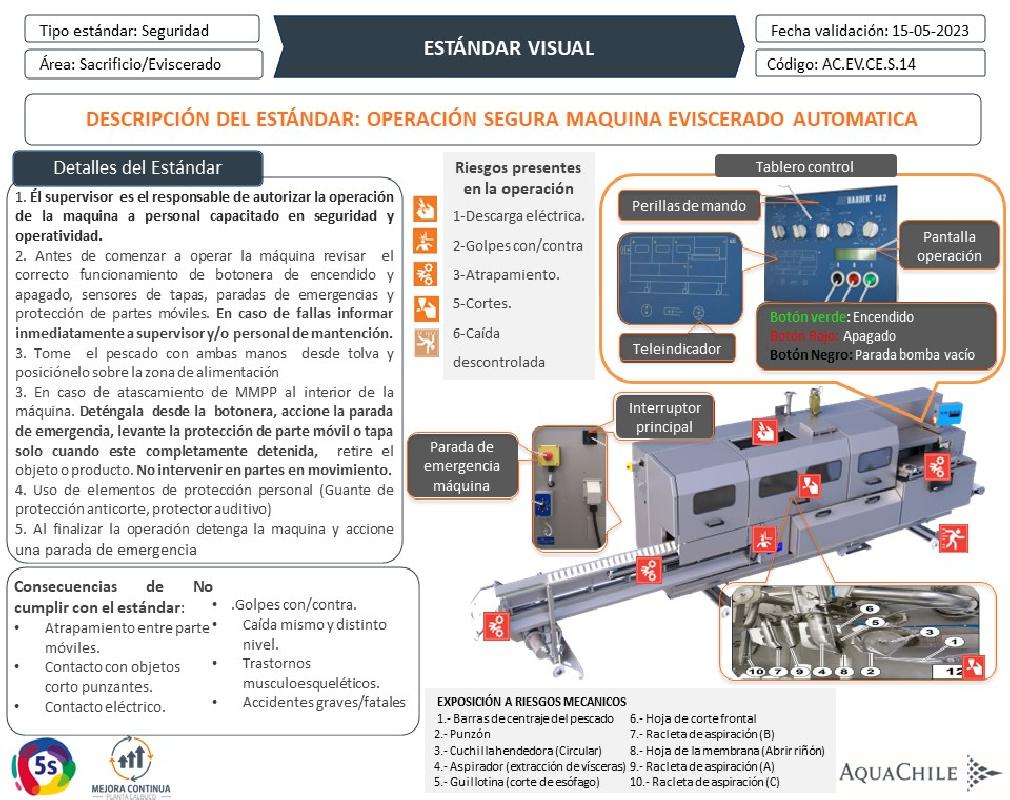 Tipo estándar: Seguridad
Área: Sacrificio/Eviscerado
ESTÁNDAR VISUAL
Fecha validación: 15-05-2023
Código: AC.EV.CE.S.14
DESCRIPCIÓN DEL ESTÁNDAR: OPERACIÓN SEGURA MAQUINA EVISCERADO AUTOMATICA
Detalles del Estándar
1. Él supervisor es el responsable de autorizar la operación
de la maquina a personal capacitado en seguridad y
operatividad.
2. Antes de comenzar a operar la máquina revisar el
correcto funcionamiento de botonera de encendido y
apagado, sensores de tapas, paradas de emergencias y
protección de partes móviles. En caso de fallas informar
inmediatamente a supervisor y/o personal de mantención.
3. Tome el pescado con ambas manos desde tolva y
posiciónelo sobre la zona de alimentación
3. En caso de atascamiento de MMPP al interior de la
máquina. Deténgala desde la botonera, accione la parada
de emergencia, levante la protección de parte móvil o tapa
solo cuando este completamente detenida, retire el
objeto o producto. No intervenir en partes en movimiento.
4. Uso de elementos de protección personal (Guante de
protección anticorte, protector auditivo)
5. Al finalizar la operación detenga la maquina y accione
una parada de emergencia
Riesgos presentes
en la operación
1-Descarga eléctrica.
2-Golpes con/contra
3-Atrapamiento.
5-Cortes.
6-Caída
descontrolada
Tablero control
Perillas de mando
BAADER 142
Pantalla
operación
Teleindicador
Botón verde: Encendido
Botón Rojo: Apagado
Botón Negro: Parada bomba vacío
Interruptor
principal
Parada de
emergencia
máquina
6
5
3
1
10
7
9
4
8
2
12
Consecuencias de No
cumplir con el estándar:
• Atrapamiento entre parte
móviles.
• Contacto con objetos
corto punzantes.
• Contacto eléctrico.
• .Golpes con/contra.
• Caída mismo y distinto
nivel.
• Trastornos
musculoesqueléticos.
• Accidentes graves/fatales
EXPOSICIÓN A RIESGOS MECANICOS
1.- Barras de centraje del pescado
2.- Punzón
3.- Cuchilla hendedora (Circular)
4.- Aspirador (extracción de vísceras)
5.- Guillotina (corte de esófago)
6.- Hoja de corte frontal
7.- Racleta de aspiración (B)
8.- Hoja de la membrana (Abrir riñón)
9.- Racleta de aspiración (A)
10.- Racleta de aspiración (C)
5s
MEJORA CONTINUA
PLANTA CALBUCO
AQUACHILE